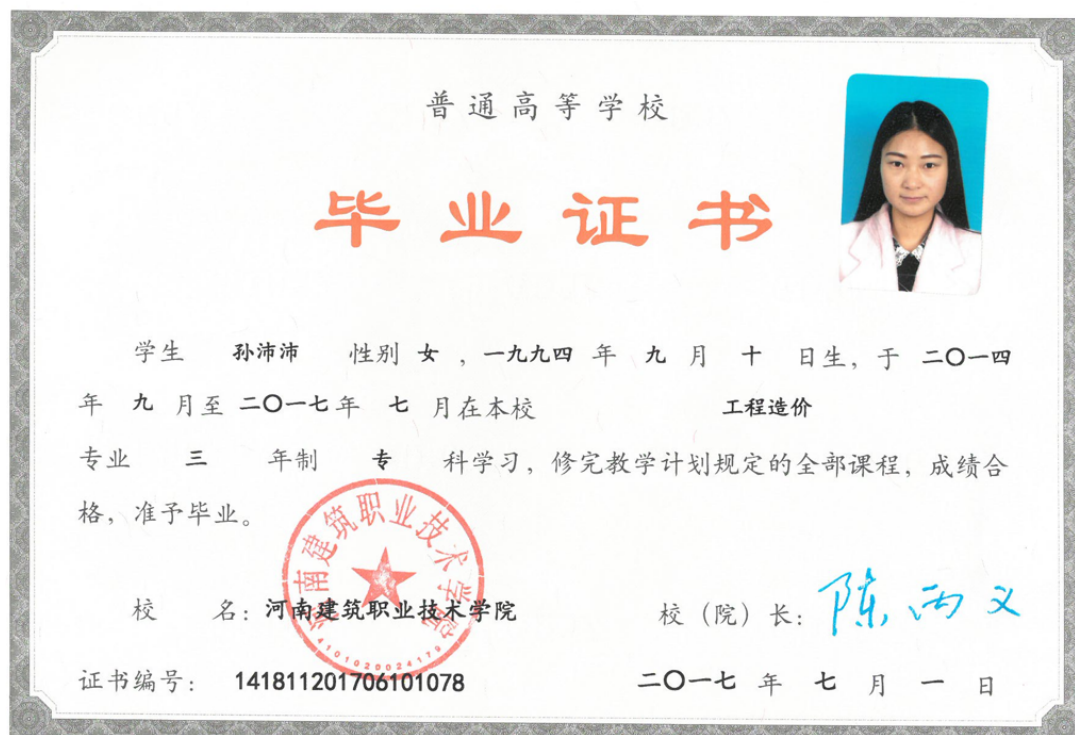 普通高等学校
毕业证书
学生 孙沛沛 性别 女 ，一九九四 年 九 月 十 日生，于 二〇一四
年 九 月至 二〇一七 年 七 月在本校 工程造价
专业 三 年制 专 科学习，修完教学计划规定的全部课程，成绩合
格，准予毕业。
河南建筑职业技术学院
4101020024179
校 名：河南建筑职业技术学院 校（院）长：陈西义
证书编号： 141811201706101078 二〇一七 年 七 月 一 日